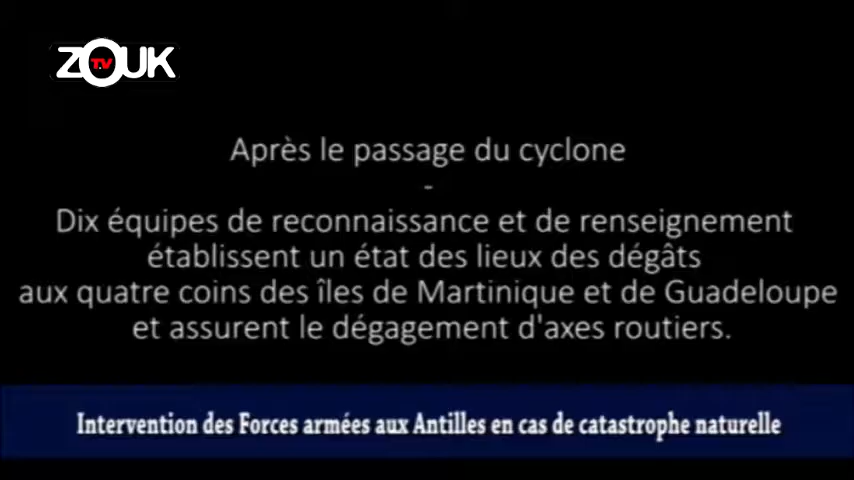 ZOUK
TV
Après le passage du cyclone
-
Dix équipes de reconnaissance et de renseignement
établissent un état des lieux des dégâts
aux quatre coins des îles de Martinique et de Guadeloupe
et assurent le dégagement d'axes routiers.
Intervention des Forces armées aux Antilles en cas de catastrophe naturelle